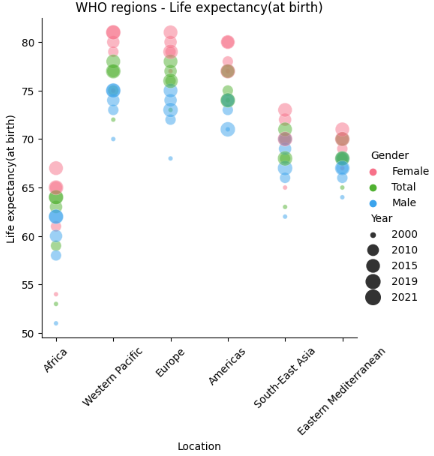 WHO regions - Life expectancy(at birth)
Life expectancy(at birth)
80
75
70
65
60
55
50
Africa
Western Pacific
Europe
Americas
South-East Asia
Eastern Mediterranean
Location
Gender
Female
Total
Male
Year
2000
2010
2015
2019
2021